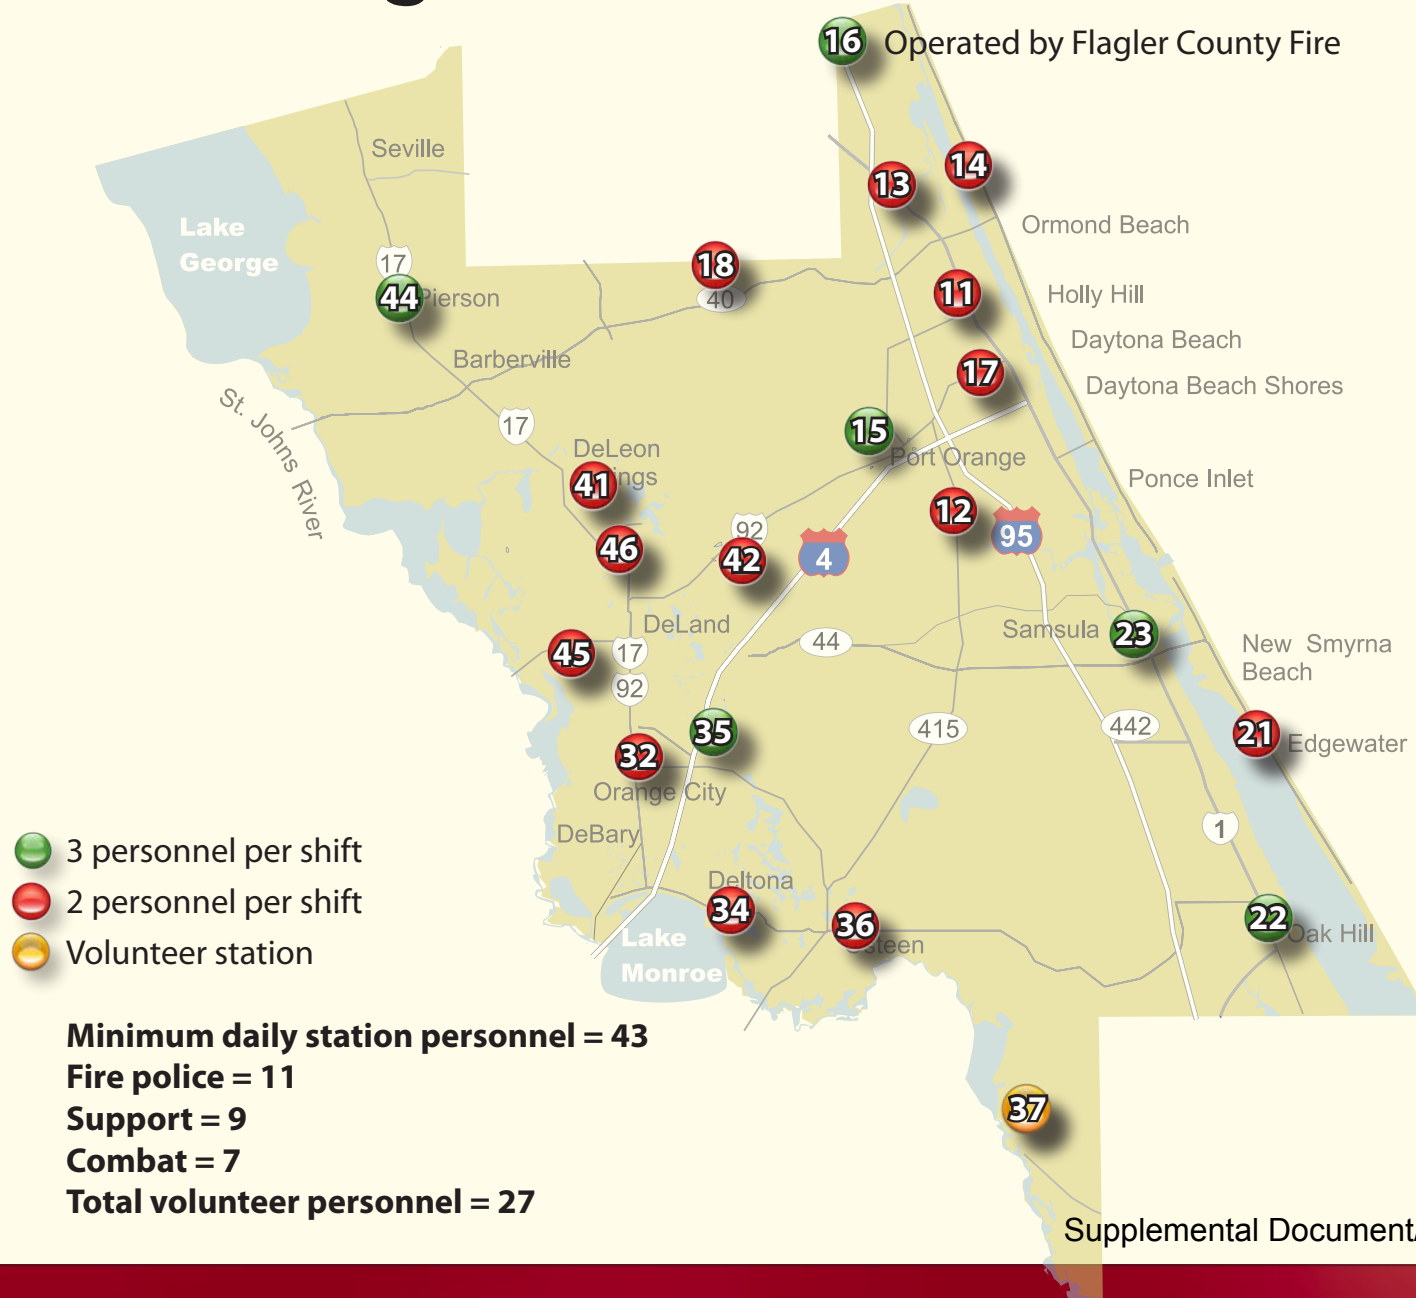 16 Operated by Flagler County Fire
14
13
Seville
Ormond Beach
Lake
George
17
18
40
44 Pierson
11
Holly Hill
Daytona Beach
Barberville
17
Daytona Beach Shores
St. Johns River
17
15
DeLeon
41 ings
Port Orange
Ponce Inlet
12
92
95
46
42
4
DeLand
44
Samsula
23
New Smyrna
Beach
45
17
92
35
415
442
21
Edgewater
32
Orange City
DeBary
1
3 personnel per shift
2 personnel per shift
Volunteer station
Deltona
34
36
steen
22
Oak Hill
Lake
Monroe
Minimum daily station personnel = 43
Fire police = 11
Support = 9
Combat = 7
Total volunteer personnel = 27
37
Supplemental Document